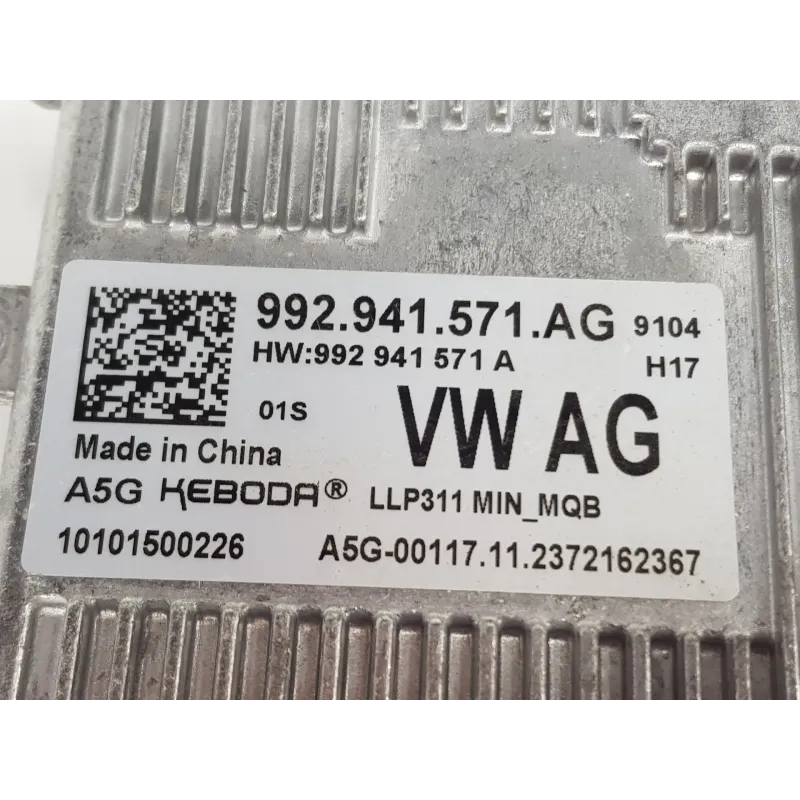 992.941.571.AG 9104
HW:992 941 571 A H17
01S VW AG
Made in China
A5G KEBODA® LLP311 MIN_MQB
10101500226 A5G-00117.11.2372162367